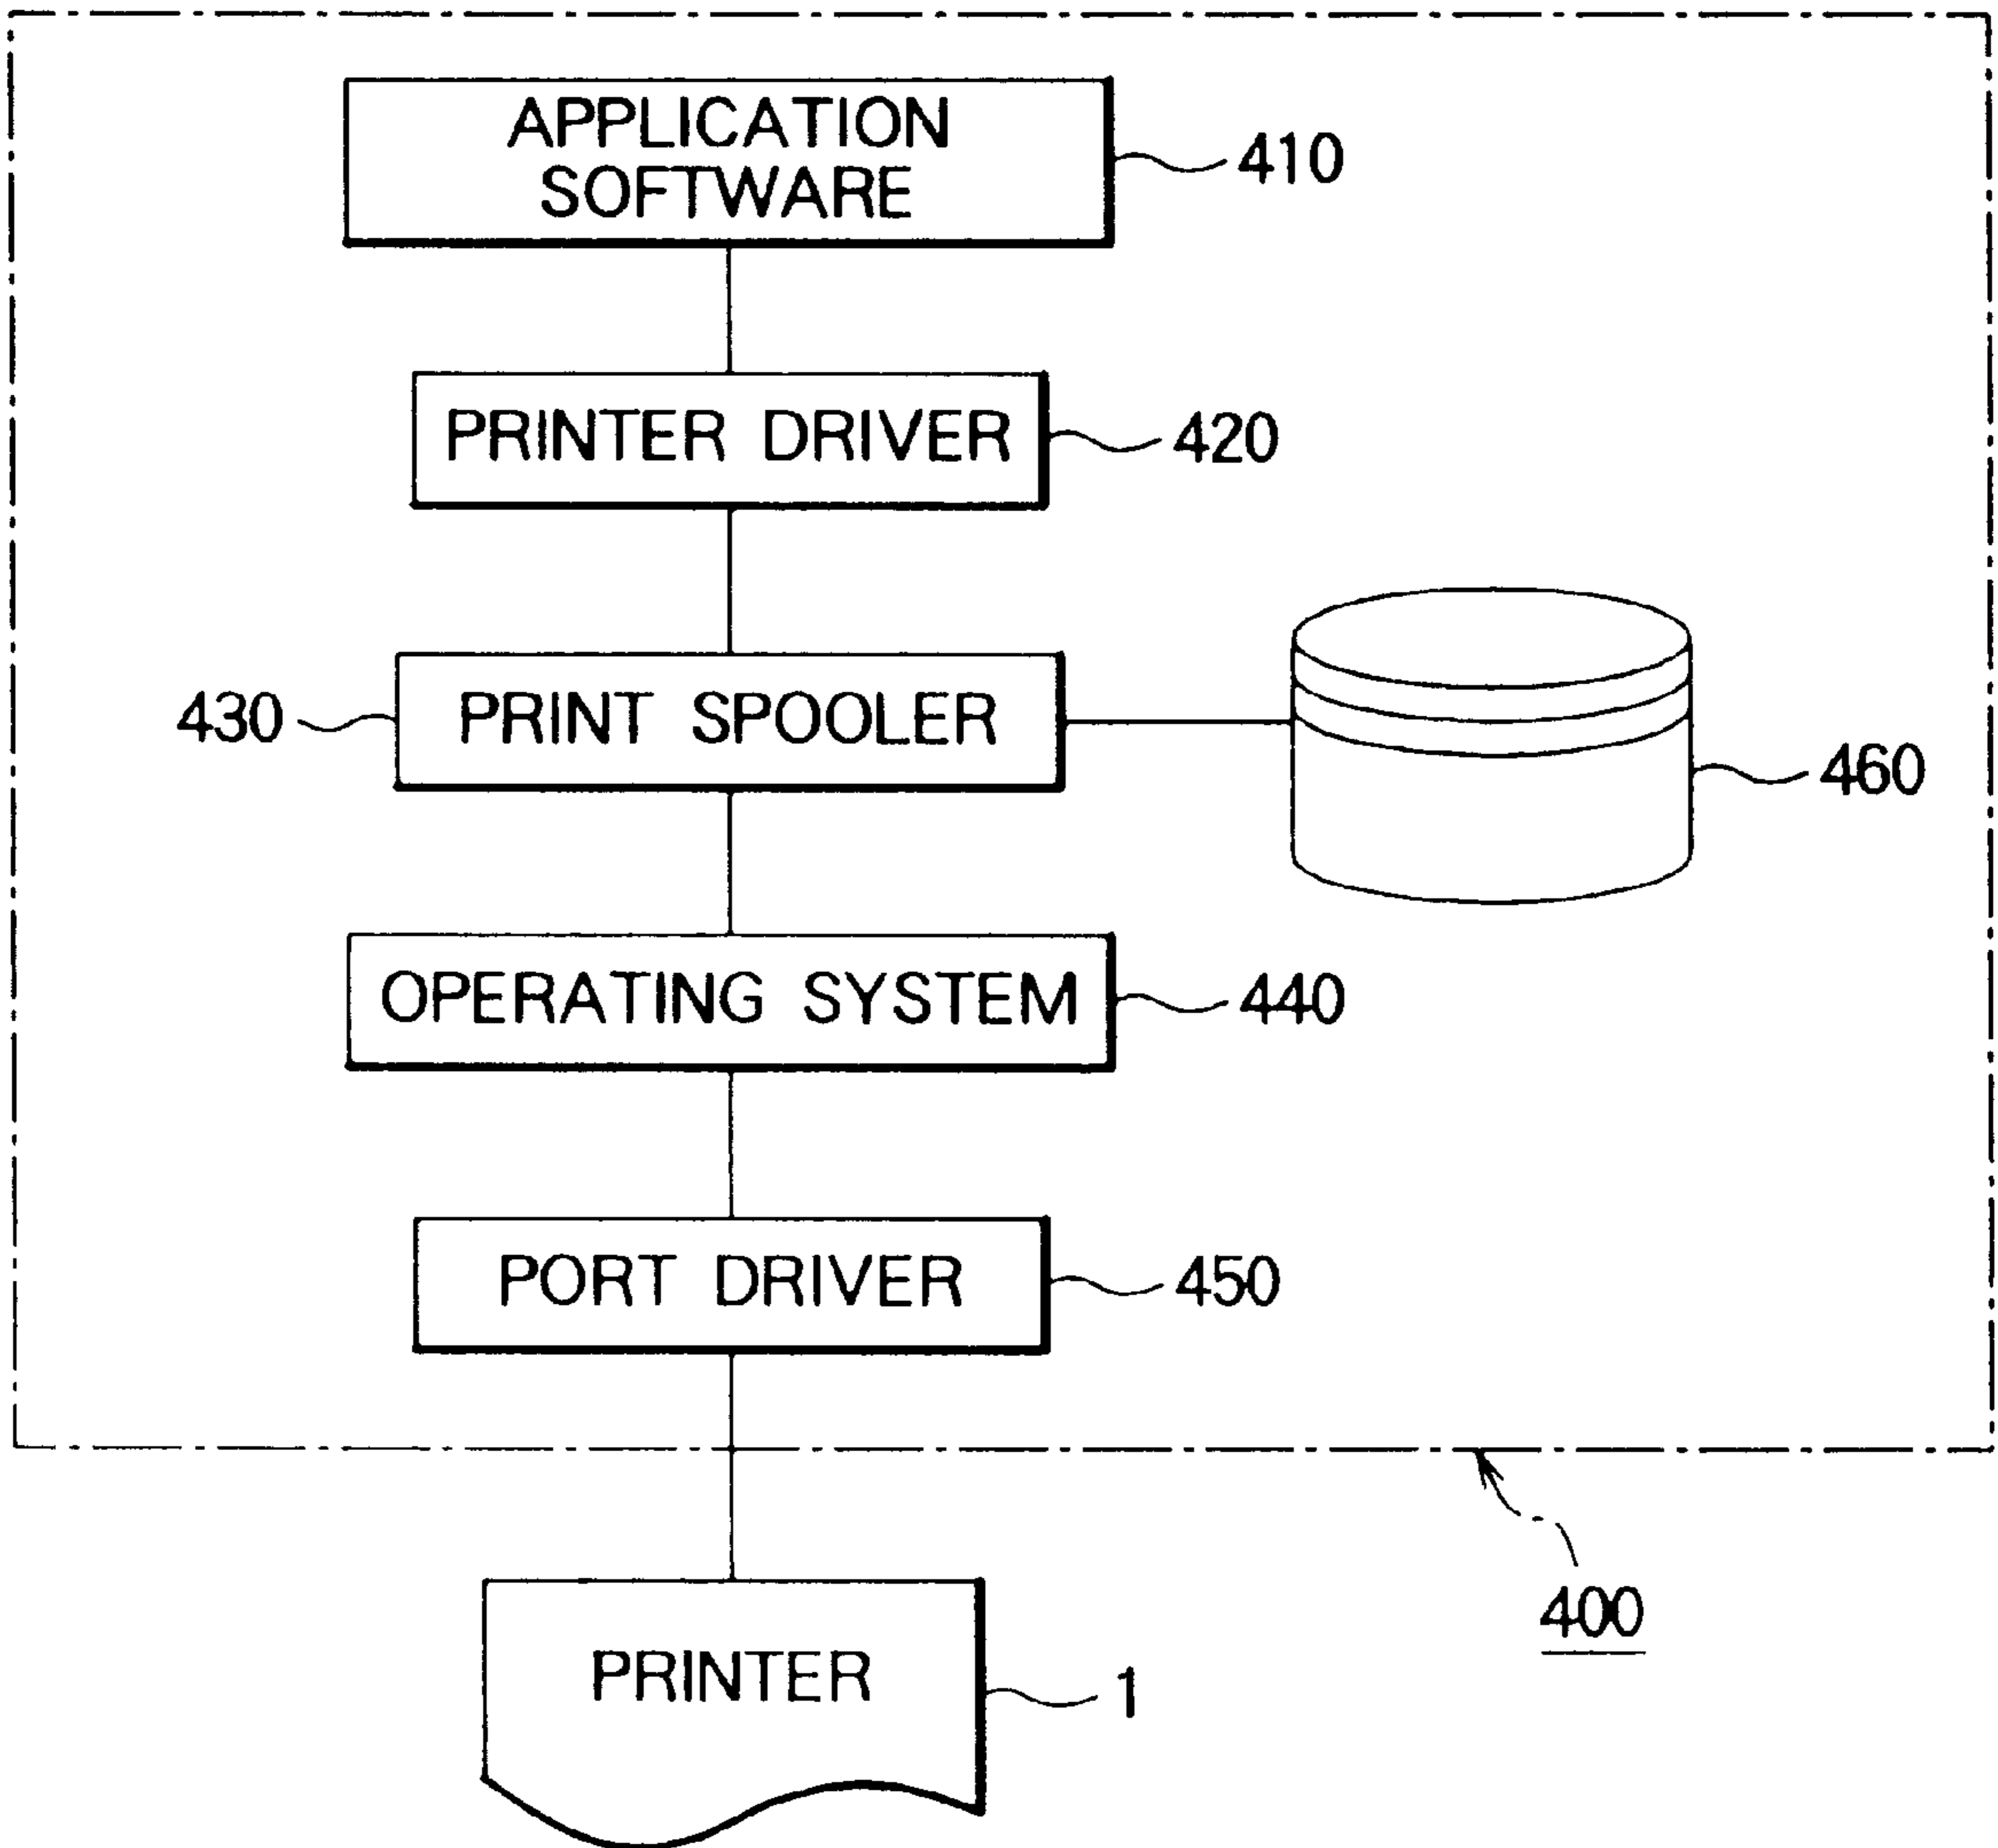 APPLICATION
SOFTWARE
410
PRINTER DRIVER
420
430
PRINT SPOOLER
460
OPERATING SYSTEM
440
PORT DRIVER
450
400
PRINTER
1